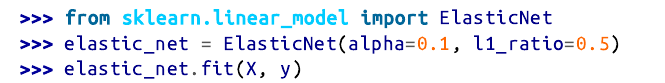 >>> from sklearn.linear_model import ElasticNet
>>> elastic_net = ElasticNet(alpha=0.1, l1_ratio=0.5)
>>> elastic_net.fit(X, y)